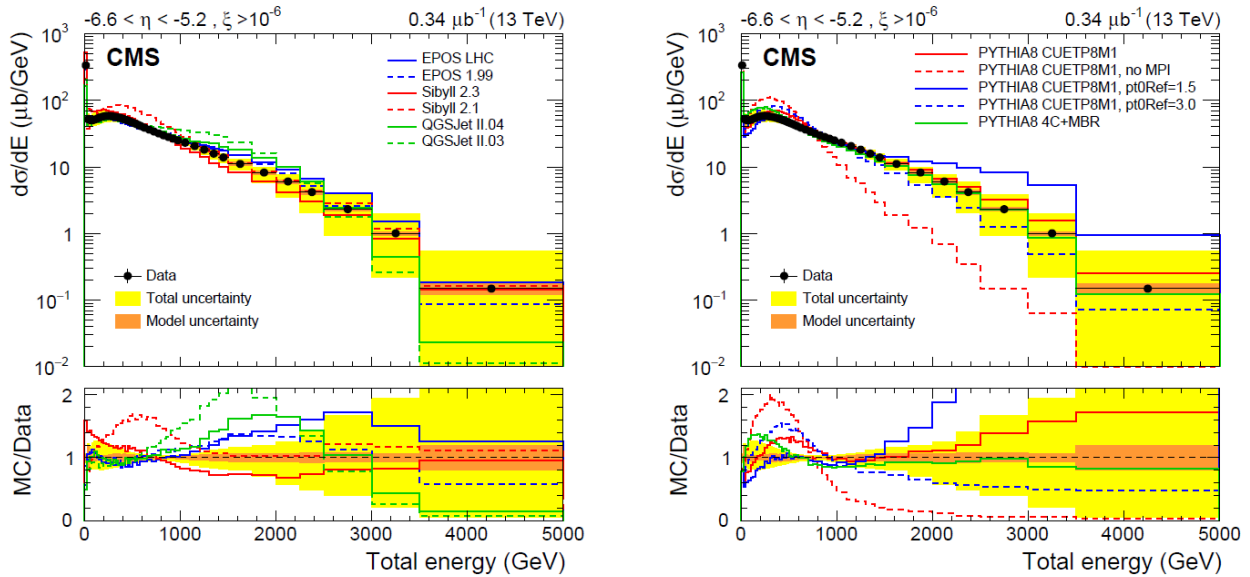 -6.6 < η < -5.2 , ξ >10⁻⁶ 0.34 μb⁻¹ (13 TeV)
CMS
EPOS LHC
EPOS 1.99
Sibyll 2.3
Sibyll 2.1
QGSJet II.04
QGSJet II.03
Data
Total uncertainty
Model uncertainty
dσ/dE (μb/GeV)
10³
10²
10
1
10⁻¹
10⁻²
MC/Data
2
1
0
0 1000 2000 3000 4000 5000
Total energy (GeV)
-6.6 < η < -5.2 , ξ >10⁻⁶ 0.34 μb⁻¹ (13 TeV)
CMS
PYTHIA8 CUETP8M1
PYTHIA8 CUETP8M1, no MPI
PYTHIA8 CUETP8M1, pt0Ref=1.5
PYTHIA8 CUETP8M1, pt0Ref=3.0
PYTHIA8 4C+MBR
Data
Total uncertainty
Model uncertainty
dσ/dE (μb/GeV)
10³
10²
10
1
10⁻¹
10⁻²
MC/Data
2
1
0
0 1000 2000 3000 4000 5000
Total energy (GeV)